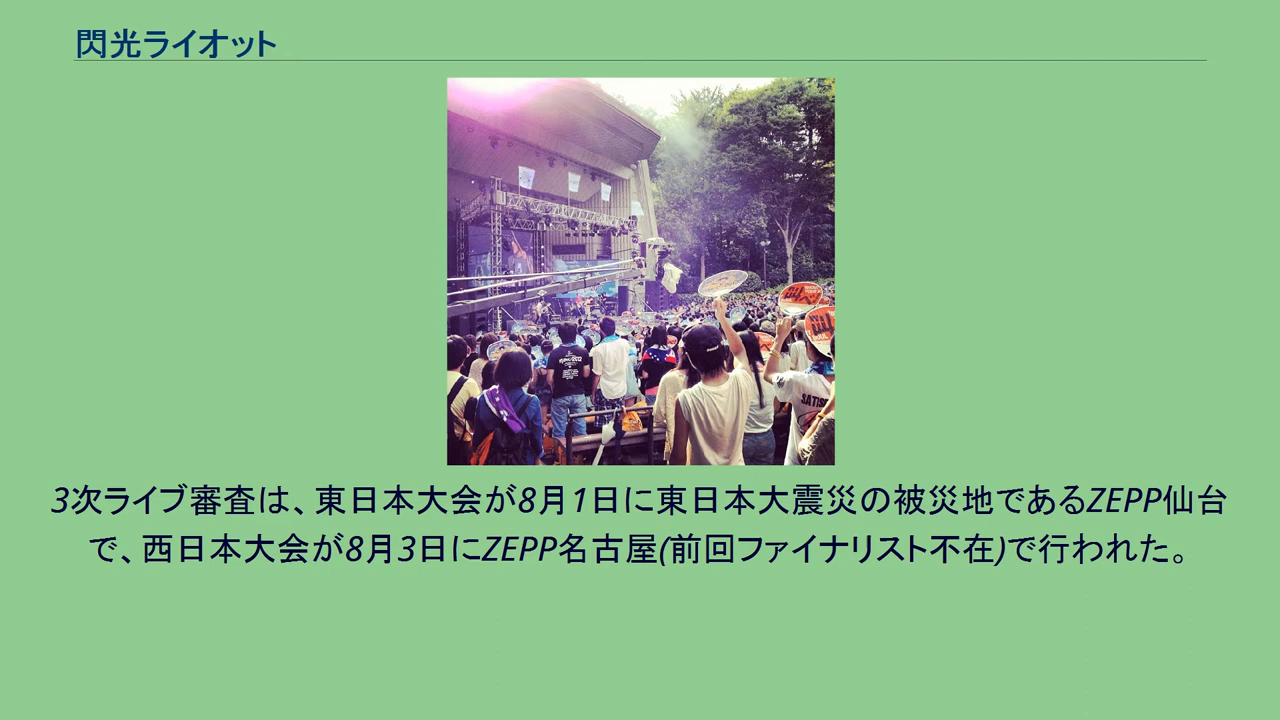 閃光ライオット
SATISF
3次ライブ審査は、東日本大会が8月1日に東日本大震災の被災地であるZEPP仙台
で、西日本大会が8月3日にZEPP名古屋(前回ファイナリスト不在)で行われた。